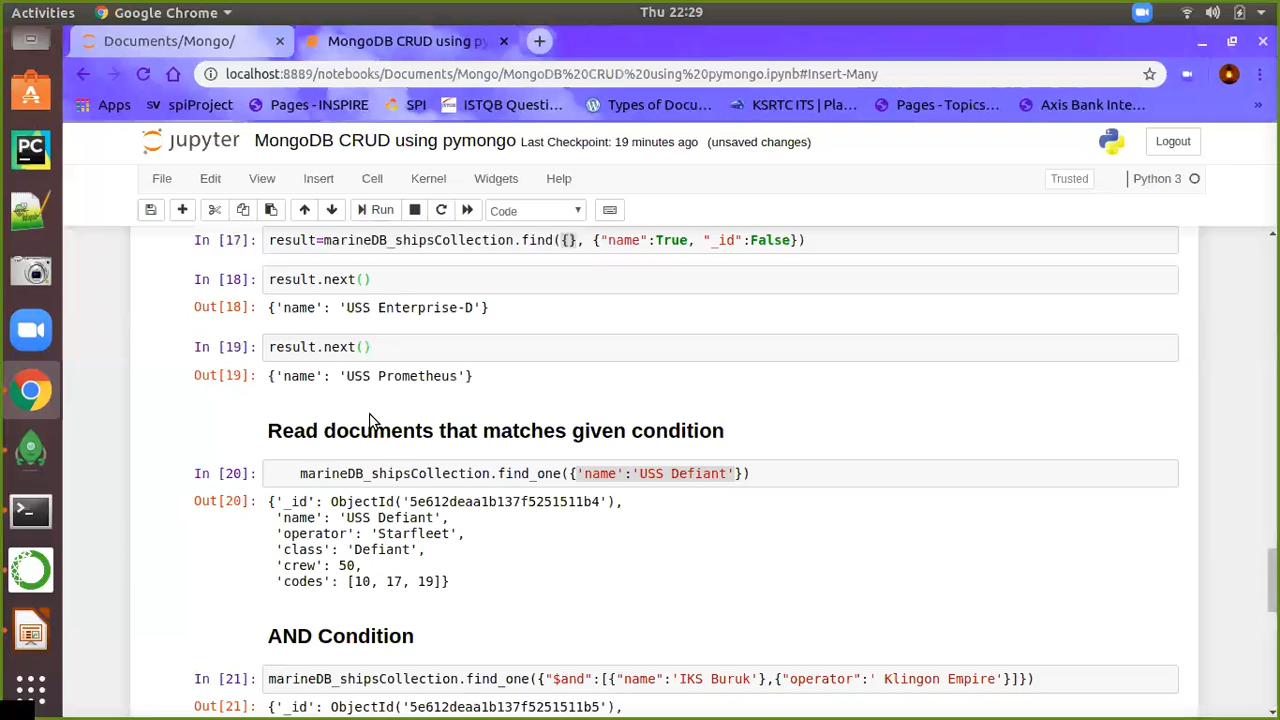 Activities Google Chrome Thu 22:29
Documents/Mongo/ MongoDB CRUD using py
localhost:8889/notebooks/Documents/Mongo/MongoDB%20CRUD%20using%20pymongo.ipynb#Insert-Many
Apps SV spiProject Pages - INSPIRE SPI ISTQB Questi... Types of Docu... KSRTC ITS | Pla... Pages - Topics... Axis Bank Inte... »
jupyter MongoDB CRUD using pymongo Last Checkpoint: 19 minutes ago (unsaved changes) Logout
File Edit View Insert Cell Kernel Widgets Help Trusted Python 3
Run Code
In [17]: result=marineDB_shipsCollection.find({}, {"name":True, "_id":False})
In [18]: result.next()
Out[18]: {'name': 'USS Enterprise-D'}
In [19]: result.next()
Out[19]: {'name': 'USS Prometheus'}
Read documents that matches given condition
In [20]: marineDB_shipsCollection.find_one({'name':'USS Defiant'})
Out[20]: {'_id': ObjectId('5e612deaa1b137f5251511b4'),
'name': 'USS Defiant',
'operator': 'Starfleet',
'class': 'Defiant',
'crew': 50,
'codes': [10, 17, 19]}
AND Condition
In [21]: marineDB_shipsCollection.find_one({"$and":[{"name":'IKS Buruk'},{"operator":' Klingon Empire'}]})
Out[21]: {'_id': ObjectId('5e612deaa1b137f5251511b5'),